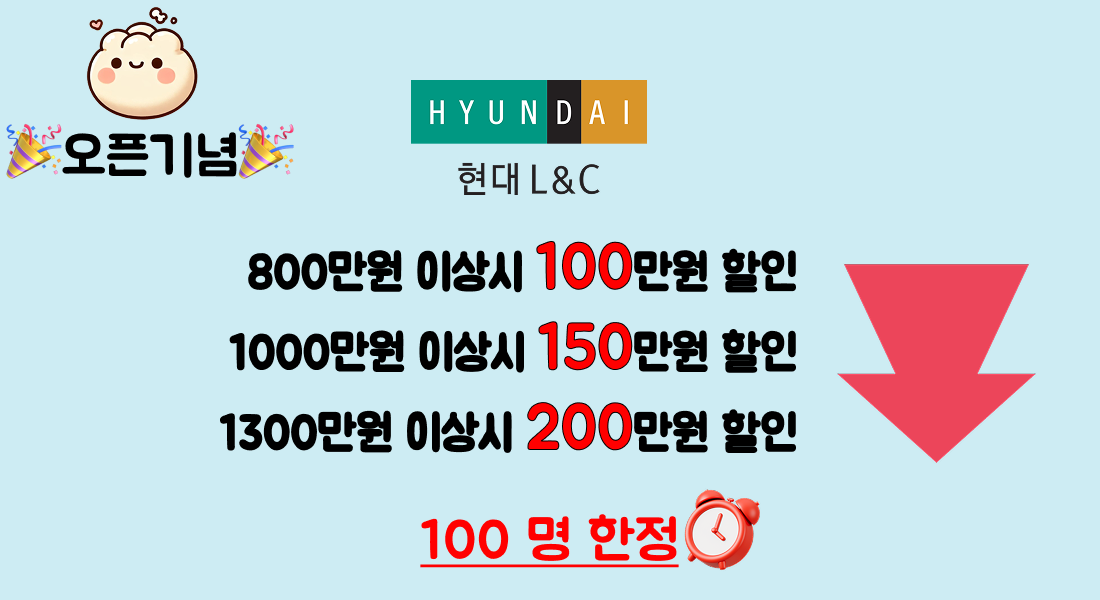 오픈기념
HYUNDAI
현대 L&C
800만원 이상시 100만원 할인
1000만원 이상시 150만원 할인
1300만원 이상시 200만원 할인
100 명 한정